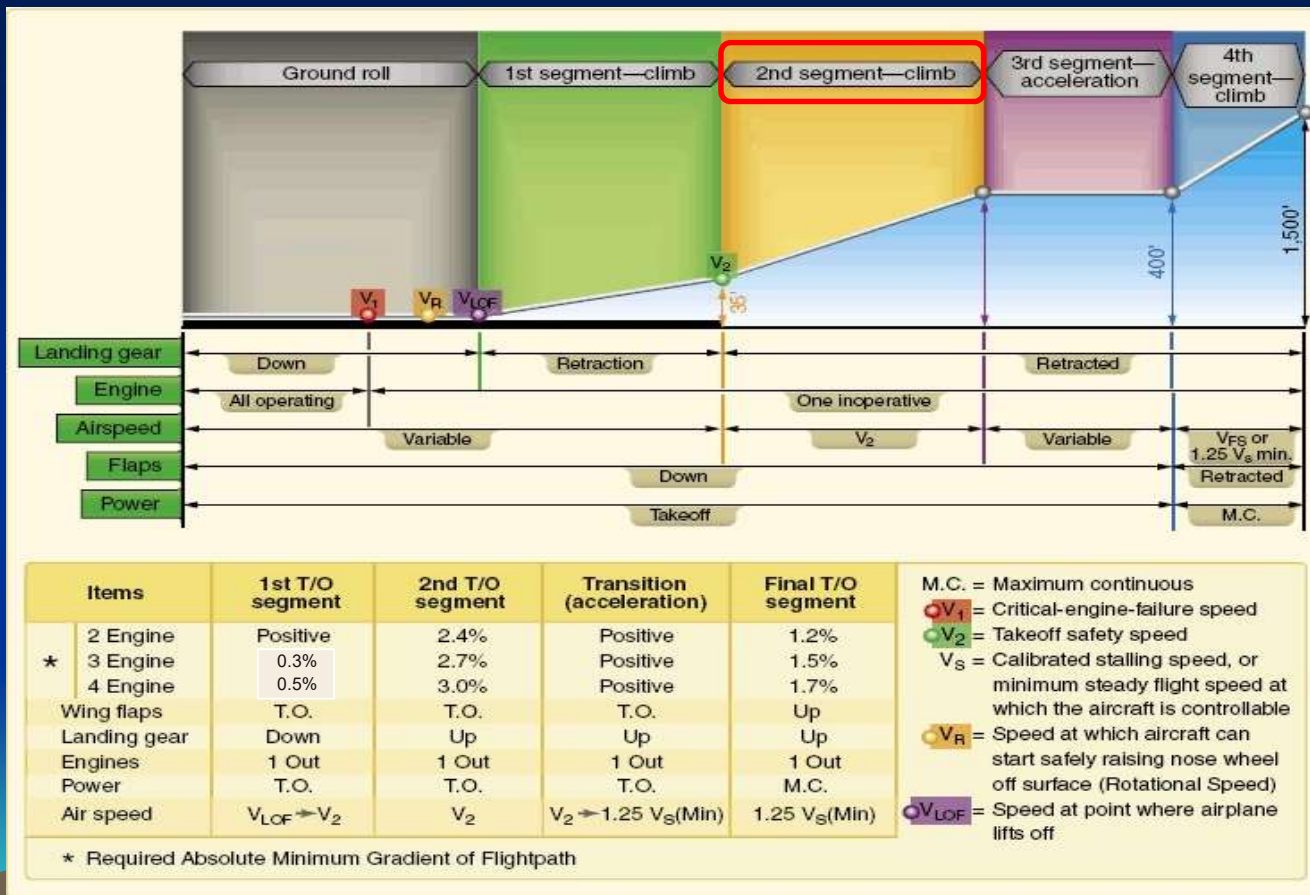 Ground roll
1st segment—climb
2nd segment—climb
3rd segment—
acceleration
4th
segment—
climb
V1
VR
VLOF
V2
35'
400'
1,500'
Landing gear
Down
Retraction
Retracted
Engine
All operating
One inoperative
Airspeed
Variable
V2
Variable
VFS or
1.25 Vs min.
Flaps
Down
Retracted
Power
Takeoff
M.C.
Items 1st T/O segment 2nd T/O segment Transition (acceleration) Final T/O segment
2 Engine Positive 2.4% Positive 1.2%
* 3 Engine 0.3% 2.7% Positive 1.5%
4 Engine 0.5% 3.0% Positive 1.7%
Wing flaps T.O. T.O. T.O. Up
Landing gear Down Up Up Up
Engines 1 Out 1 Out 1 Out 1 Out
Power T.O. T.O. T.O. M.C.
Air speed VLOF→V2 V2 V2→1.25 VS(Min) 1.25 VS(Min)
* Required Absolute Minimum Gradient of Flightpath
M.C. = Maximum continuous
V1 = Critical-engine-failure speed
V2 = Takeoff safety speed
VS = Calibrated stalling speed, or
minimum steady flight speed at
which the aircraft is controllable
VR = Speed at which aircraft can
start safely raising nose wheel
off surface (Rotational Speed)
VLOF = Speed at point where airplane
lifts off